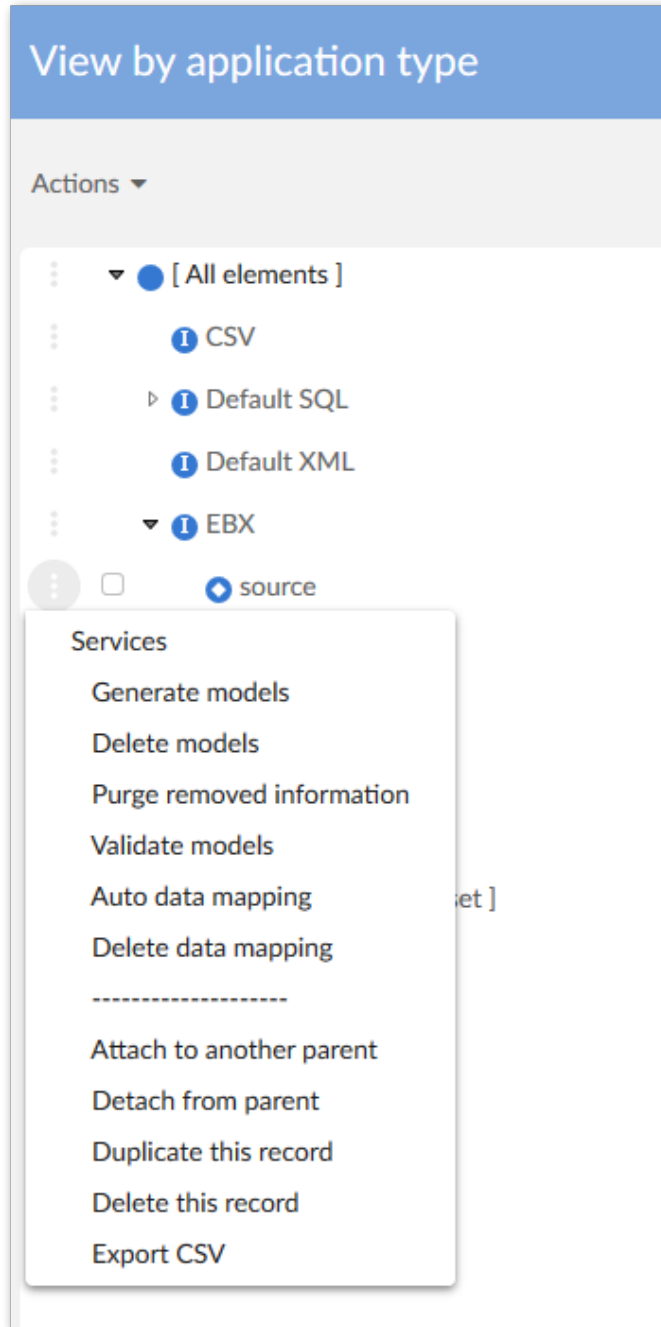 View by application type
Actions
[ All elements ]
CSV
Default SQL
Default XML
EBX
source
Services
Generate models
Delete models
Purge removed information
Validate models
Auto data mapping
set ]
Delete data mapping
--------------------
Attach to another parent
Detach from parent
Duplicate this record
Delete this record
Export CSV